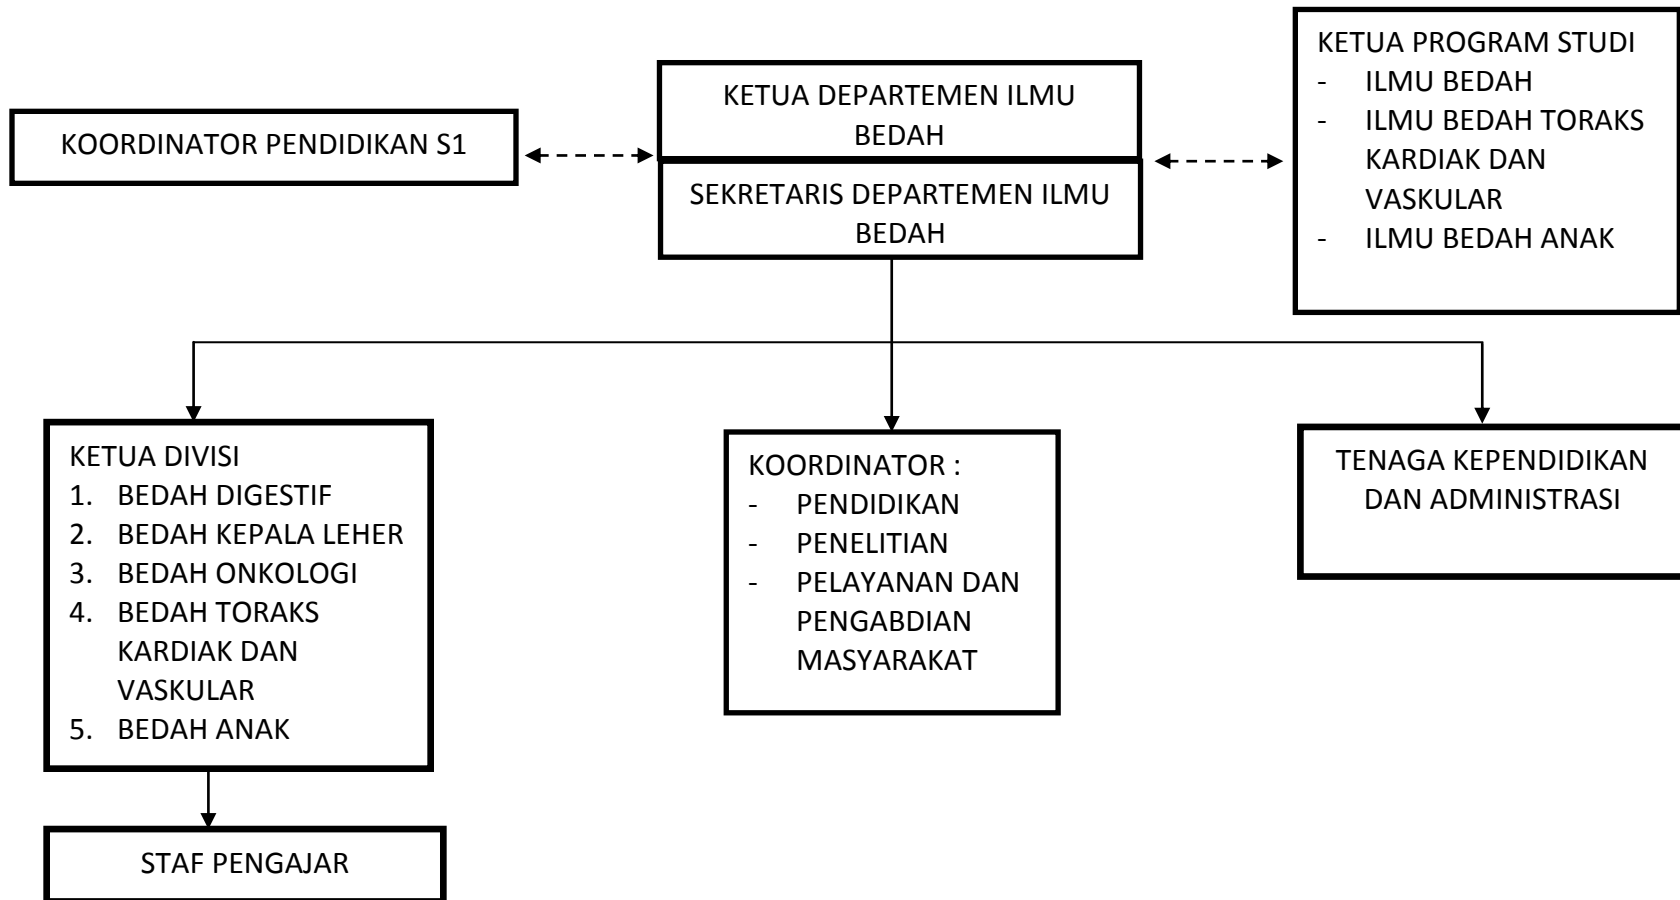 KETUA PROGRAM STUDI
- ILMU BEDAH
- ILMU BEDAH TORAKS
KARDIAK DAN
VASKULAR
- ILMU BEDAH ANAK
KETUA DEPARTEMEN ILMU
BEDAH
KOORDINATOR PENDIDIKAN S1
SEKRETARIS DEPARTEMEN ILMU
BEDAH
KETUA DIVISI
1. BEDAH DIGESTIF
2. BEDAH KEPALA LEHER
3. BEDAH ONKOLOGI
4. BEDAH TORAKS
KARDIAK DAN
VASKULAR
5. BEDAH ANAK
KOORDINATOR :
- PENDIDIKAN
- PENELITIAN
- PELAYANAN DAN
PENGABDIAN
MASYARAKAT
TENAGA KEPENDIDIKAN
DAN ADMINISTRASI
STAF PENGAJAR